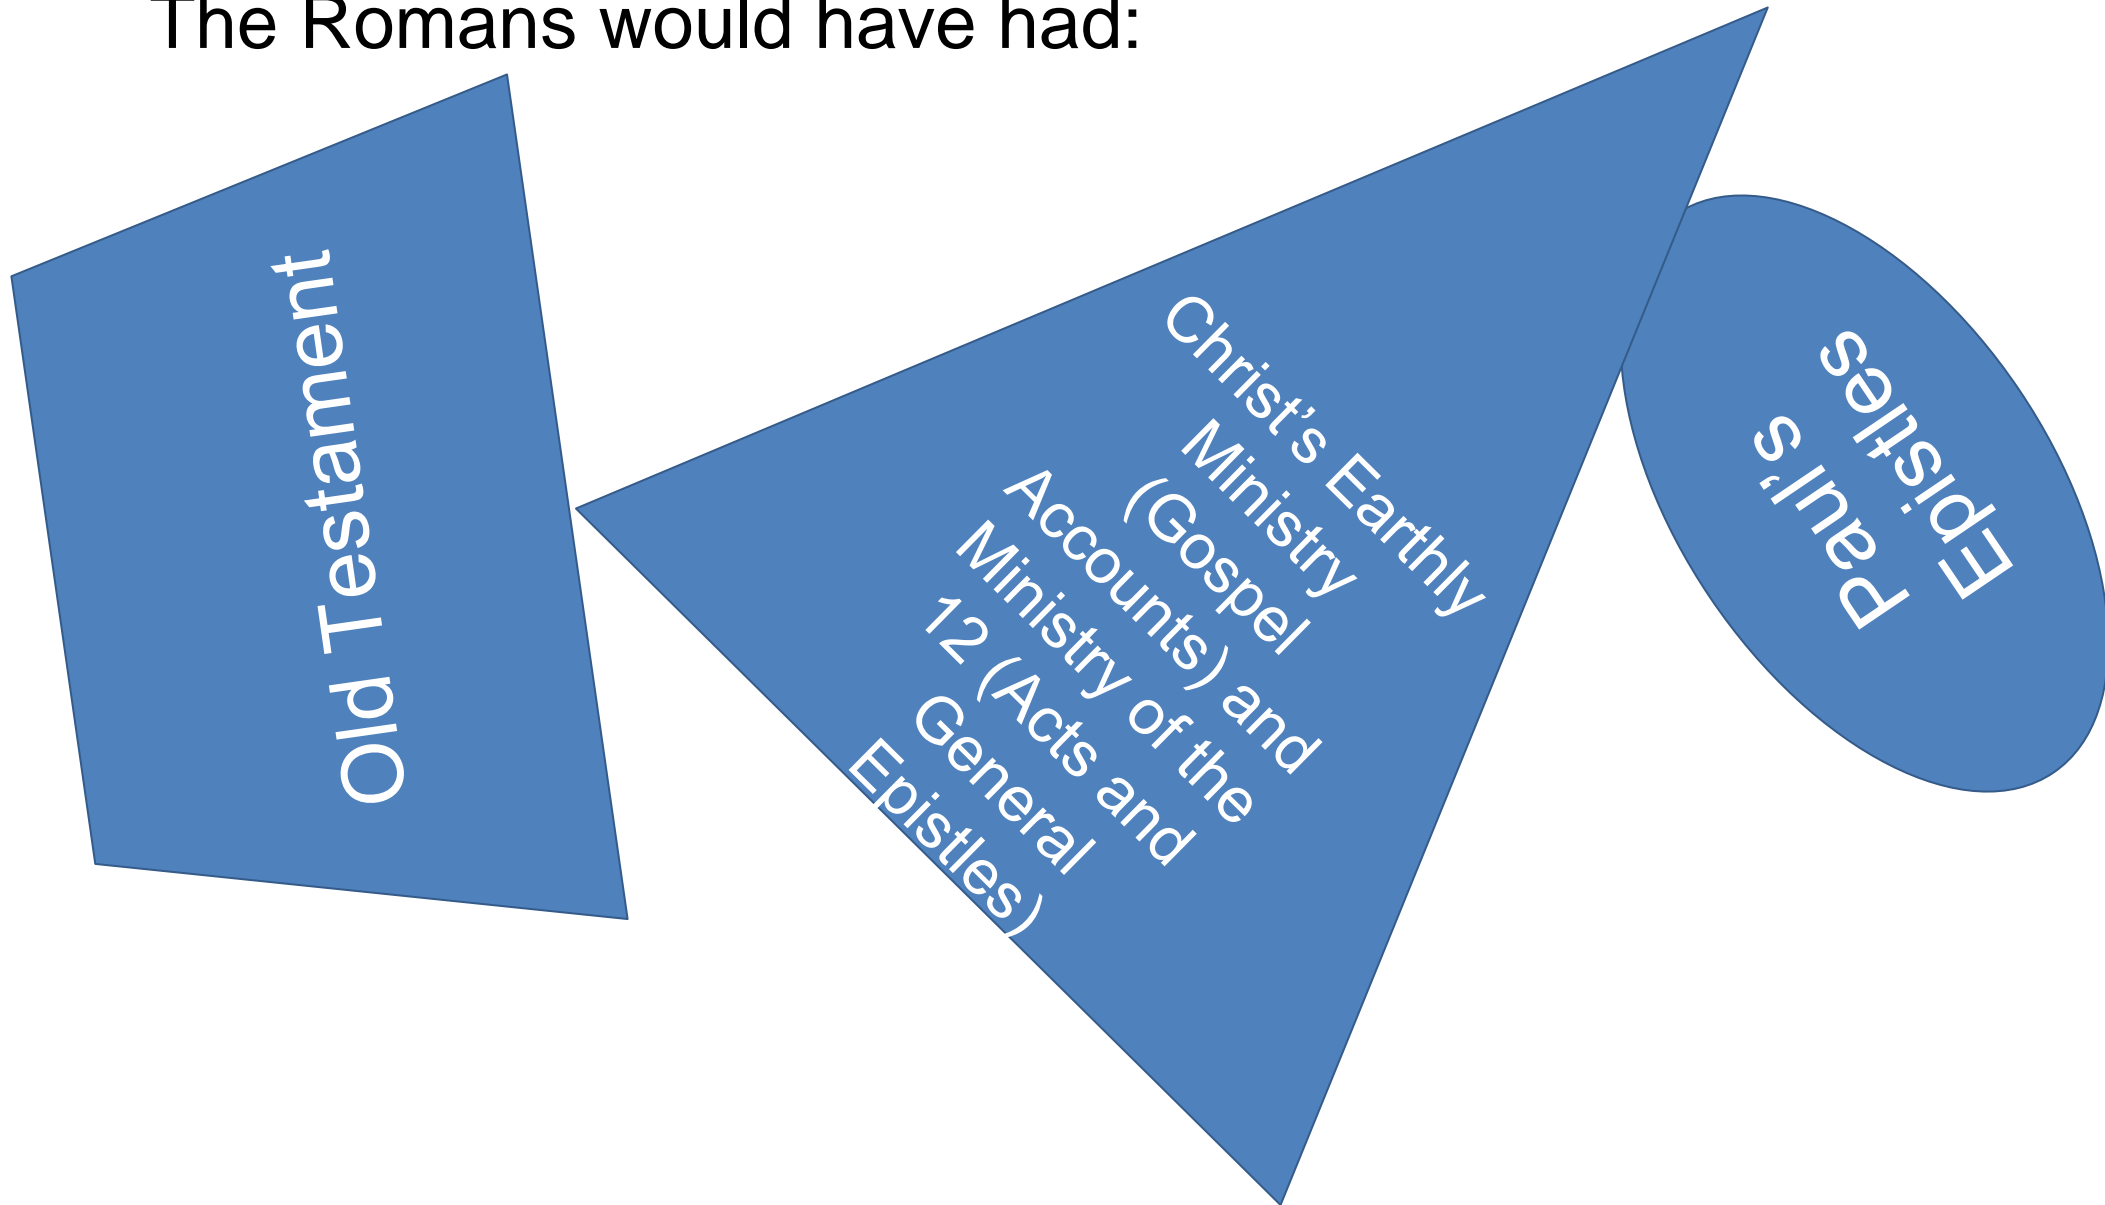 The Romans would have had:
Old Testament
Christ’s Earthly
Ministry
(Gospel
Accounts) and
Ministry of the
12 (Acts and
General
Epistles)
Paul’s
Epistles